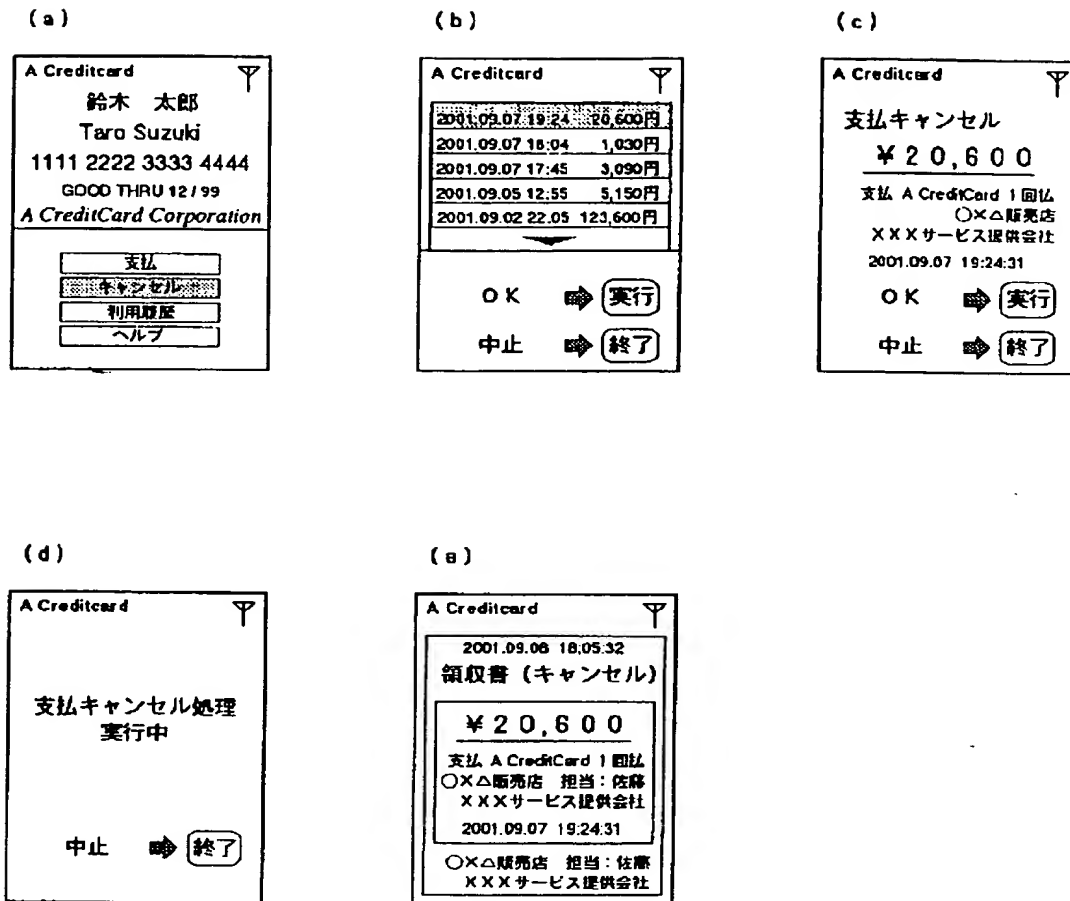 (a)
A Creditcard
鈴木 太郎
Taro Suzuki
1111 2222 3333 4444
GOOD THRU 12/99
A CreditCard Corporation
支払
キャンセル
利用履歴
ヘルプ
(b)
A Creditcard
2001.09.07 19:24 20,600円
2001.09.07 18:04 1,030円
2001.09.07 17:45 3,090円
2001.09.05 12:55 5,150円
2001.09.02 22.05 123,600円
OK 実行
中止 終了
(c)
A Creditcard
支払キャンセル
¥20,600
支払 A CreditCard 1回払
○×△販売店
XXXサービス提供会社
2001.09.07 19:24:31
OK 実行
中止 終了
(d)
A Creditcard
支払キャンセル処理
実行中
中止 終了
(e)
A Creditcard
2001.09.08 18:05:32
領収書(キャンセル)
¥20,600
支払 A CreditCard 1回払
○×△販売店 担当:佐藤
XXXサービス提供会社
2001.09.07 19:24:31
○×△販売店 担当:佐藤
XXXサービス提供会社